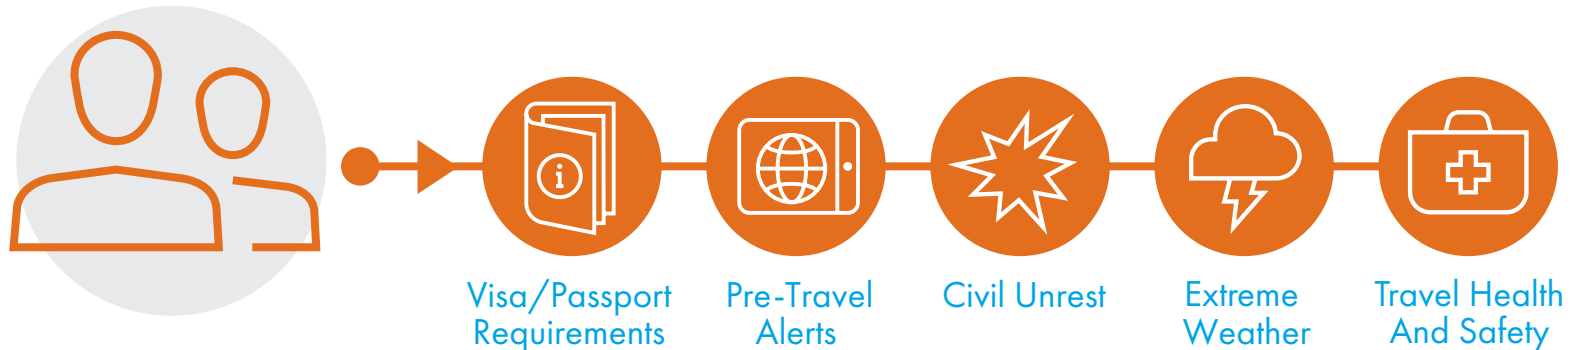 i
Visa/Passport
Requirements
Pre-Travel
Alerts
Civil Unrest
Extreme
Weather
Travel Health
And Safety